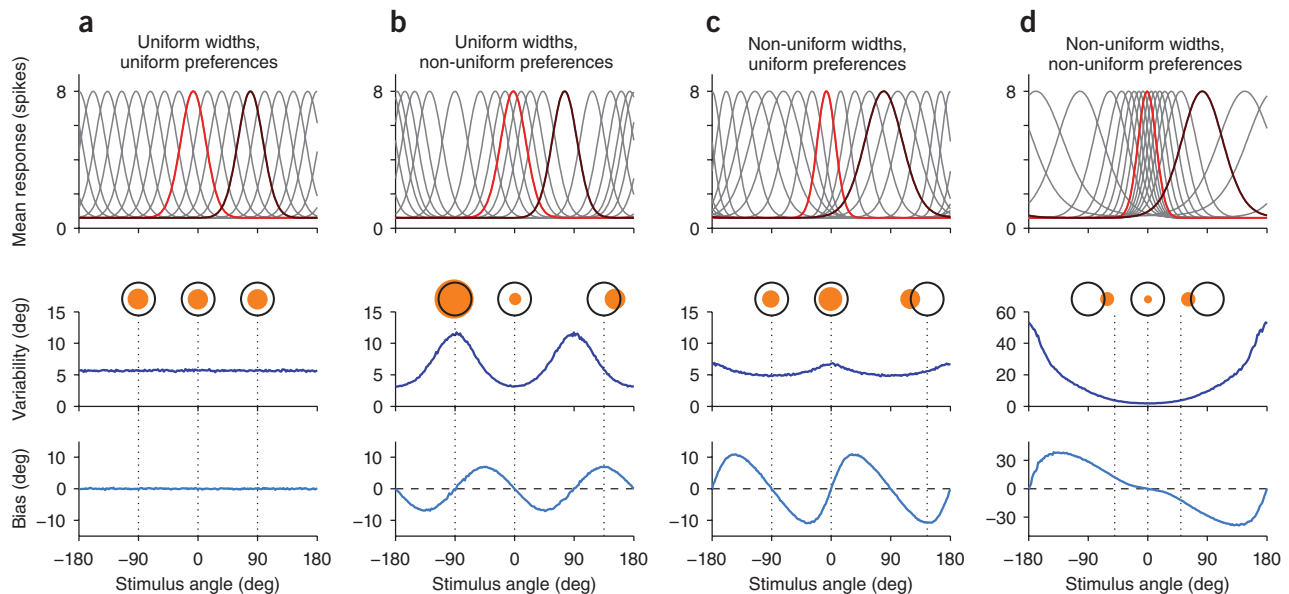 a
Uniform widths,
uniform preferences
b
Uniform widths,
non-uniform preferences
c
Non-uniform widths,
uniform preferences
d
Non-uniform widths,
non-uniform preferences
Mean response (spikes)
8
0
8
0
8
0
8
0
Variability (deg)
15
10
5
0
15
10
5
0
15
10
5
0
60
40
20
0
Bias (deg)
10
0
−10
10
0
−10
10
0
−10
30
0
−30
−180 −90 0 90 180
−180 −90 0 90 180
−180 −90 0 90 180
−180 −90 0 90 180
Stimulus angle (deg)
Stimulus angle (deg)
Stimulus angle (deg)
Stimulus angle (deg)